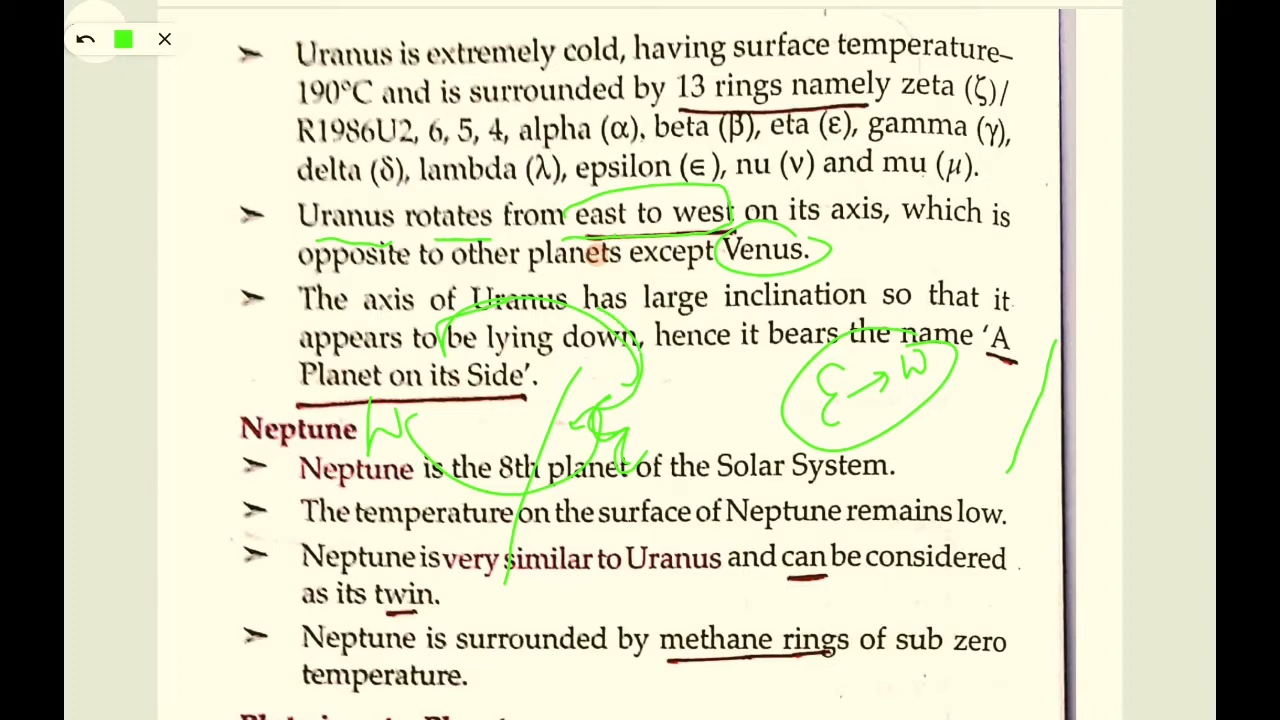 ➤ Uranus is extremely cold, having surface temperature–
190°C and is surrounded by 13 rings namely zeta (ζ)/
R1986U2, 6, 5, 4, alpha (α), beta (β), eta (ε), gamma (γ),
delta (δ), lambda (λ), epsilon (∈), nu (ν) and mu (μ).
➤ Uranus rotates from east to west on its axis, which is
opposite to other planets except Venus.
➤ The axis of Uranus has large inclination so that it
appears to be lying down, hence it bears the name ‘A
Planet on its Side’.
E → W
Neptune
W
➤ Neptune is the 8th planet of the Solar System.
➤ The temperature on the surface of Neptune remains low.
➤ Neptune is very similar to Uranus and can be considered
as its twin.
➤ Neptune is surrounded by methane rings of sub zero
temperature.